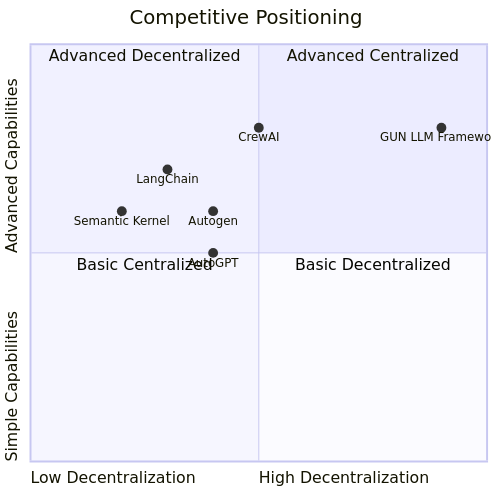 Competitive Positioning
Advanced Decentralized
Advanced Centralized
CrewAI
GUN LLM Framewo
LangChain
Semantic Kernel
Autogen
AutoGPT
Basic Centralized
Basic Decentralized
Advanced Capabilities
Simple Capabilities
Low Decentralization
High Decentralization